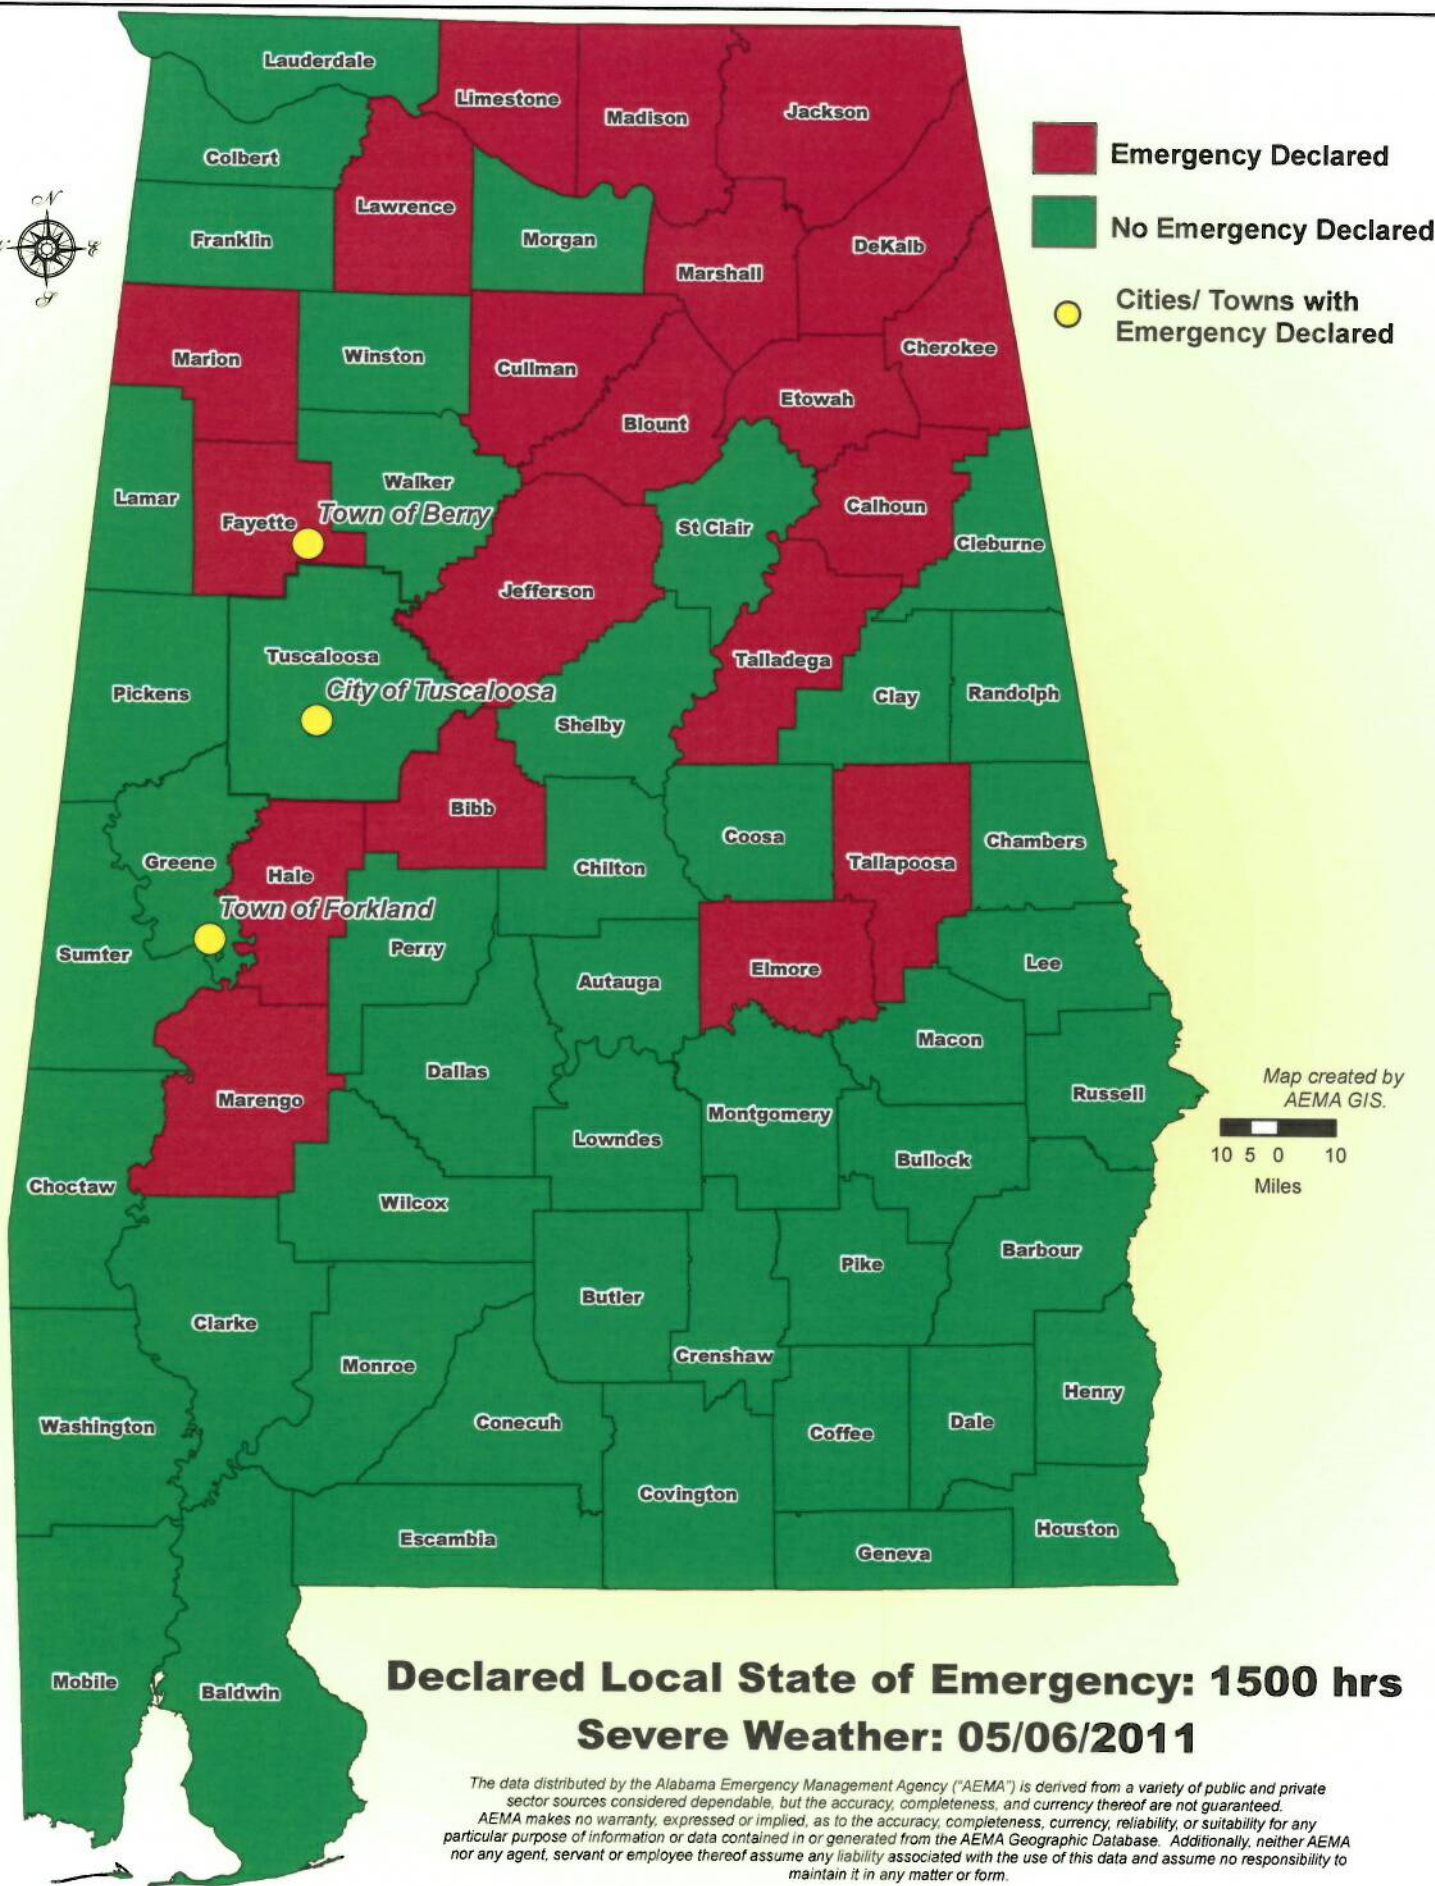 Lauderdale
Limestone
Madison
Jackson
Colbert
Lawrence
Franklin
Morgan
Marshall
DeKalb
Marion
Winston
Cullman
Cherokee
Etowah
Blount
Lamar
Walker
Fayette
Town of Berry
St Clair
Calhoun
Cleburne
Jefferson
Tuscaloosa
City of Tuscaloosa
Talladega
Pickens
Shelby
Clay
Randolph
Bibb
Greene
Hale
Chilton
Coosa
Tallapoosa
Chambers
Town of Forkland
Sumter
Perry
Autauga
Elmore
Lee
Macon
Dallas
Marengo
Lowndes
Montgomery
Russell
Bullock
Choctaw
Wilcox
Pike
Barbour
Butler
Clarke
Monroe
Crenshaw
Henry
Washington
Conecuh
Coffee
Dale
Covington
Escambia
Geneva
Houston
Mobile
Baldwin
N
E
S
Emergency Declared
No Emergency Declared
Cities/ Towns with
Emergency Declared
Map created by
AEMA GIS.
10 5 0 10
Miles
Declared Local State of Emergency: 1500 hrs
Severe Weather: 05/06/2011
The data distributed by the Alabama Emergency Management Agency ("AEMA") is derived from a variety of public and private
sector sources considered dependable, but the accuracy, completeness, and currency thereof are not guaranteed.
AEMA makes no warranty, expressed or implied, as to the accuracy, completeness, currency, reliability, or suitability for any
particular purpose of information or data contained in or generated from the AEMA Geographic Database. Additionally, neither AEMA
nor any agent, servant or employee thereof assume any liability associated with the use of this data and assume no responsibility to
maintain it in any matter or form.